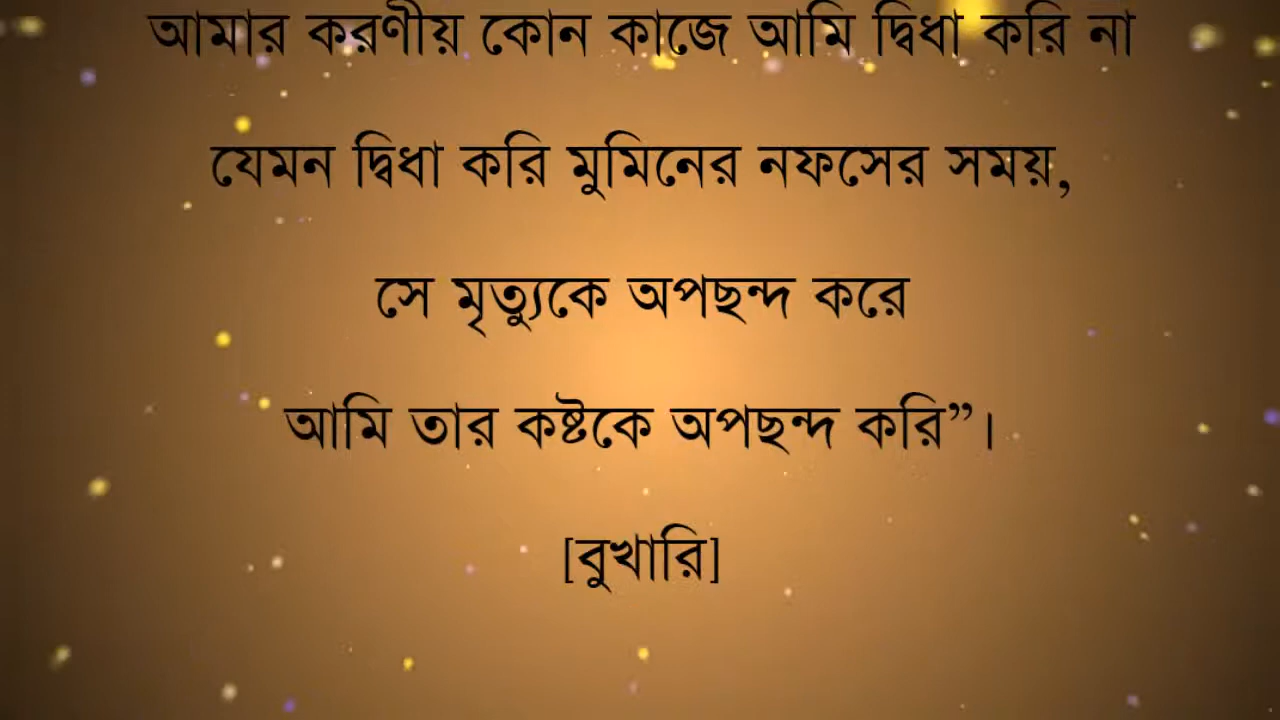 আমার করণীয় কোন কাজে আমি দ্বিধা করি না
যেমন দ্বিধা করি মুমিনের নফসের সময়,
সে মৃত্যুকে অপছন্দ করে
আমি তার কষ্টকে অপছন্দ করি”।
[বুখারি]